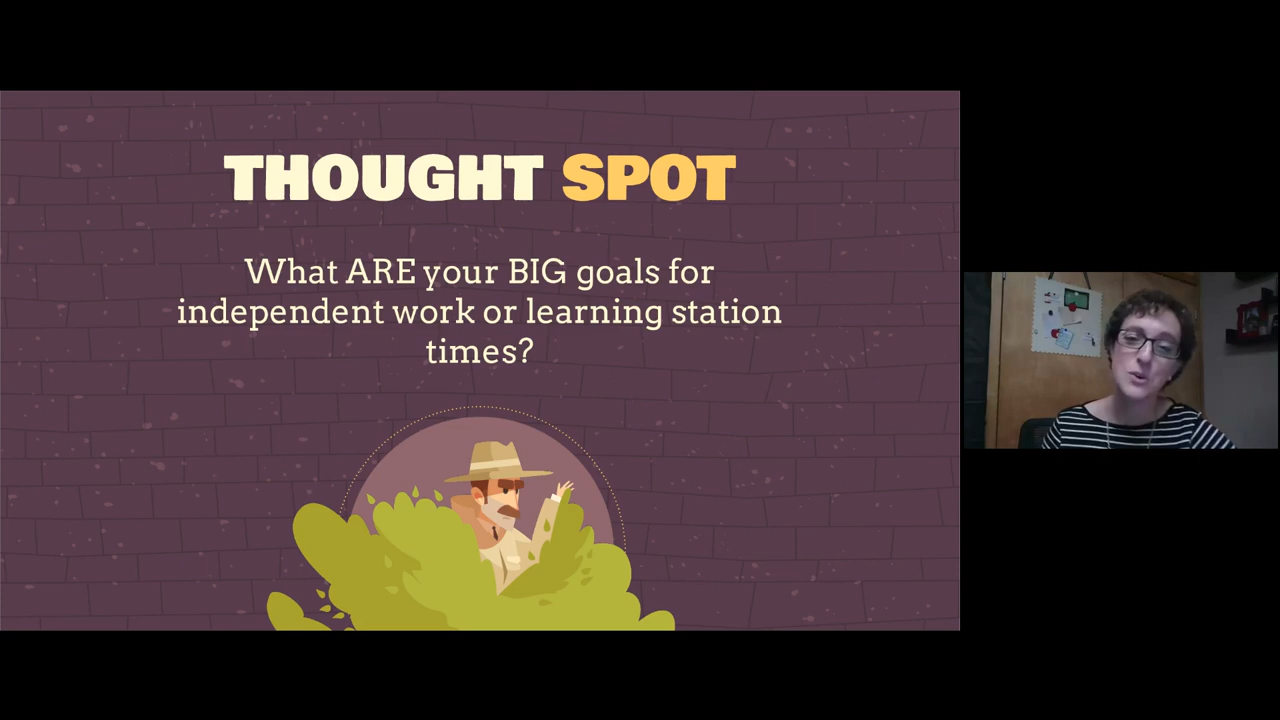 THOUGHT SPOT
What ARE your BIG goals for
independent work or learning station
times?